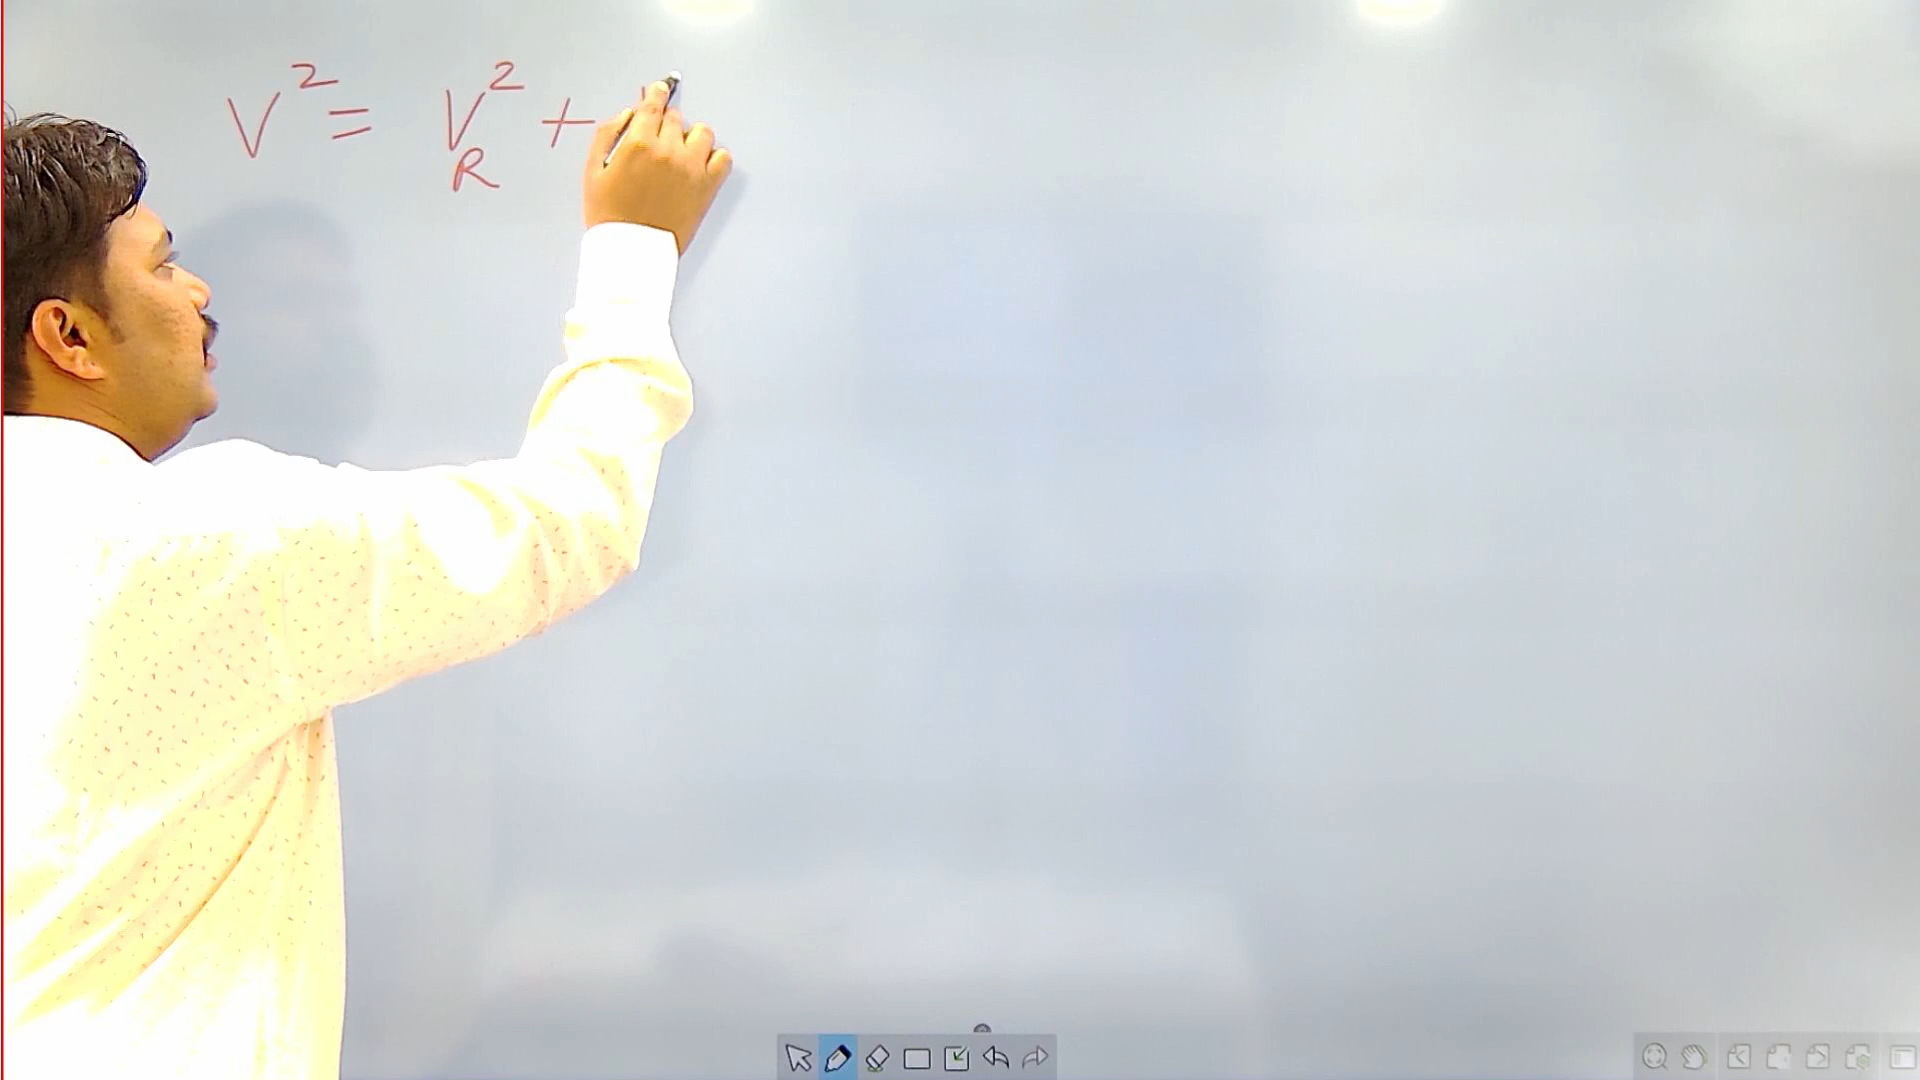 V² = V_R² +